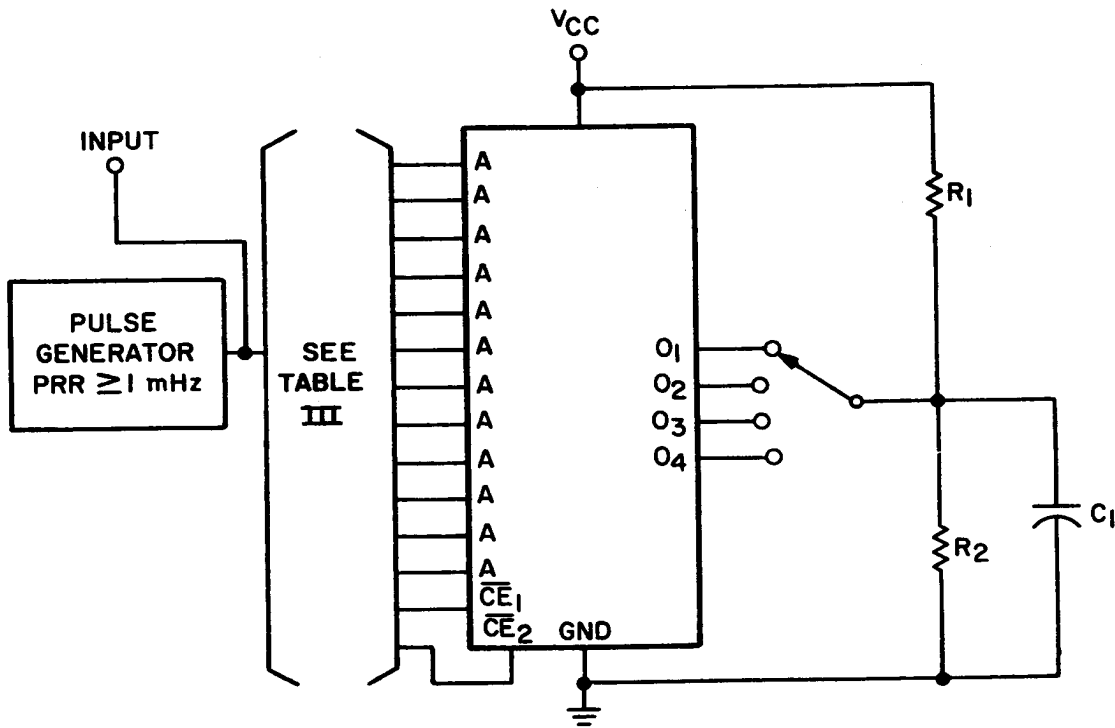 VCC
INPUT
PULSE
GENERATOR
PRR ≥1 mHz
SEE
TABLE
III
A
A
A
A
A
A
A
A
A
A
A
A
CE1
CE2
GND
O1
O2
O3
O4
R1
R2
C1